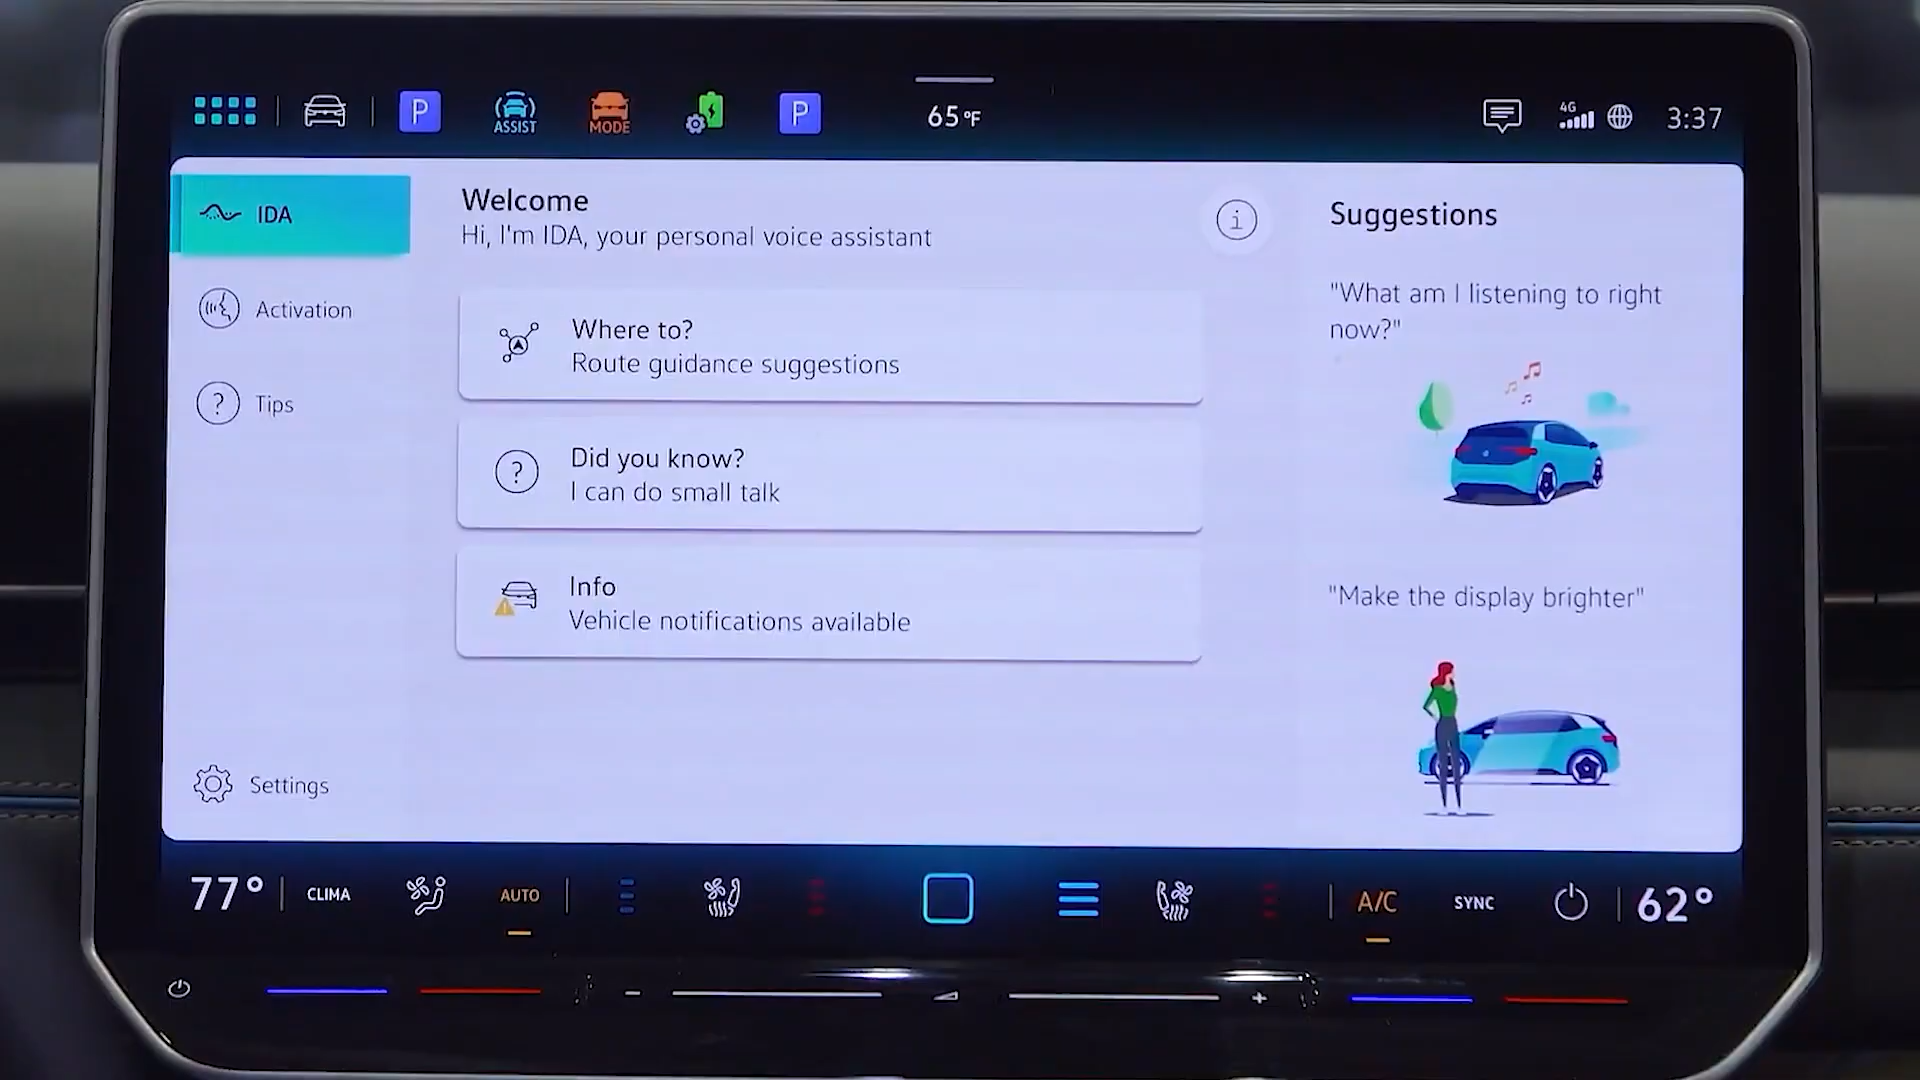 P
ASSIST
MODE
P
65°F
4G
3:37
IDA
Activation
? Tips
Settings
Welcome
Hi, I'm IDA, your personal voice assistant
i
Where to?
Route guidance suggestions
?
Did you know?
I can do small talk
Info
Vehicle notifications available
Suggestions
"What am I listening to right
now?"
"Make the display brighter"
77° CLIMA AUTO A/C SYNC 62°
− +